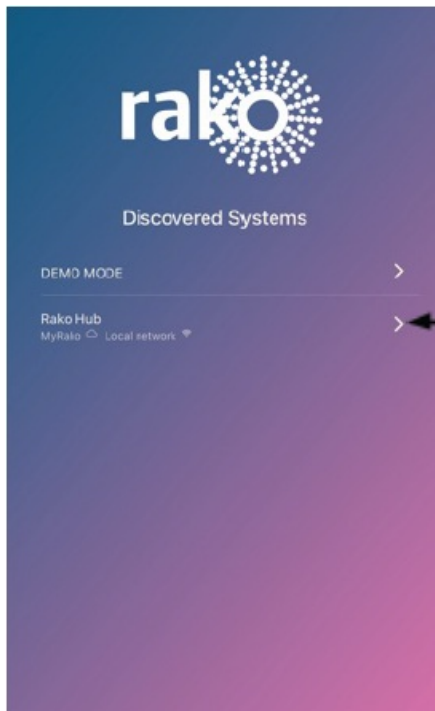 rako
Discovered Systems
DEMO MODE
Rako Hub
MyRako Local network